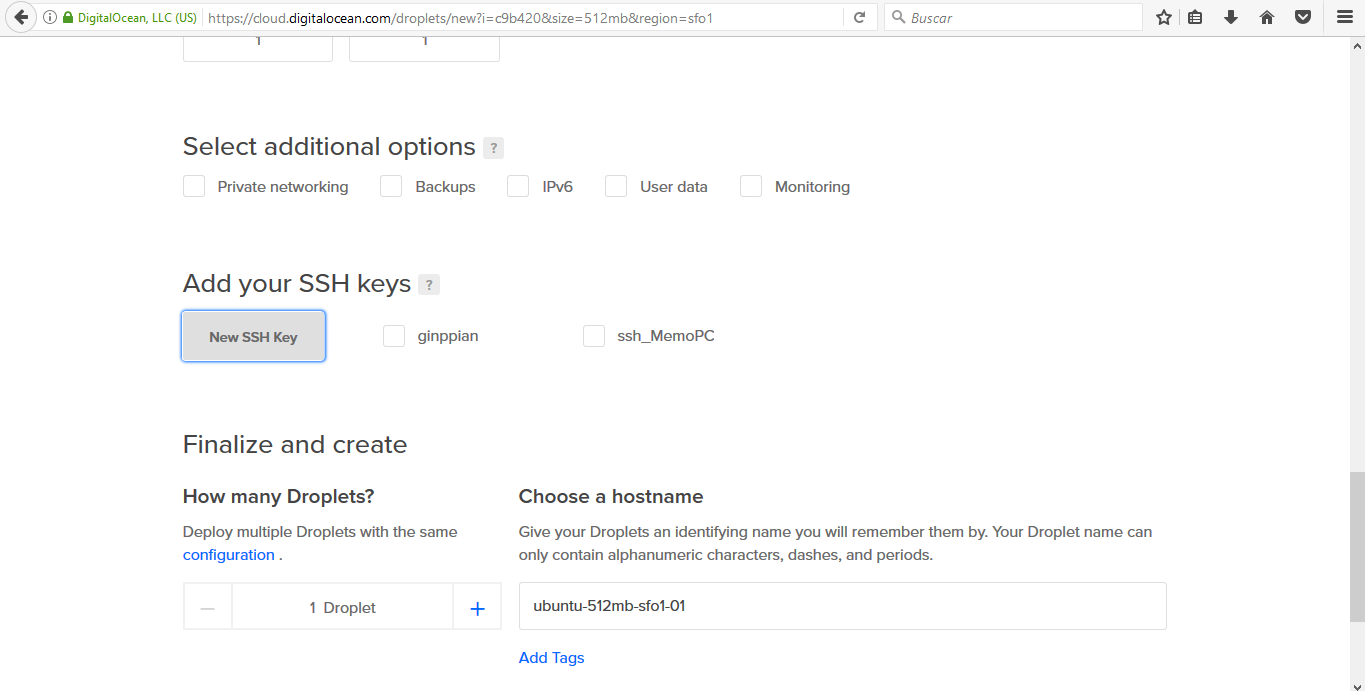 DigitalOcean, LLC (US) https://cloud.digitalocean.com/droplets/new?i=c9b420&size=512mb&region=sfo1 Buscar
1 1
Select additional options ?
Private networking Backups IPv6 User data Monitoring
Add your SSH keys ?
New SSH Key ginppian ssh_MemoPC
Finalize and create
How many Droplets?
Deploy multiple Droplets with the same
configuration .
1 Droplet
Choose a hostname
Give your Droplets an identifying name you will remember them by. Your Droplet name can
only contain alphanumeric characters, dashes, and periods.
ubuntu-512mb-sfo1-01
Add Tags